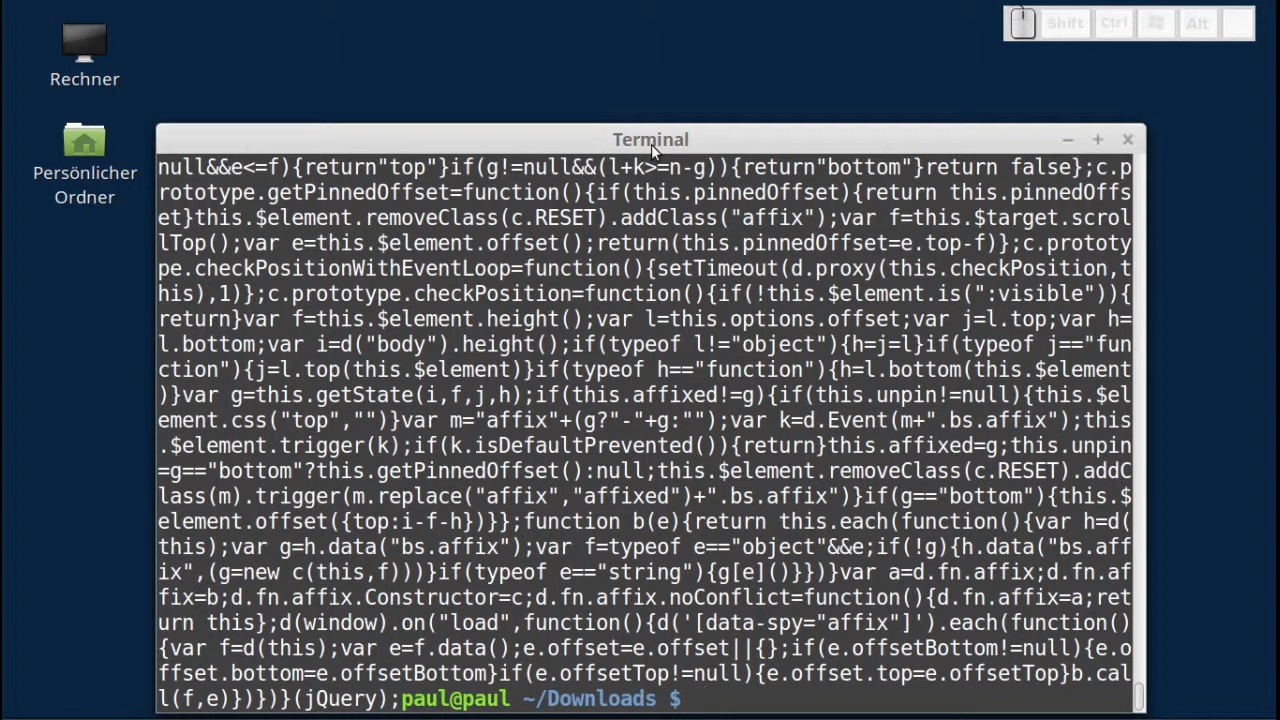 Shift Ctrl Alt
Rechner
Persönlicher
Ordner
Terminal
null&&e<=f){return"top"}if(g!=null&&(l+k>=n-g)){return"bottom"}return false};c.p
rototype.getPinnedOffset=function(){if(this.pinnedOffset){return this.pinnedOffs
et}this.$element.removeClass(c.RESET).addClass("affix");var f=this.$target.scrol
lTop();var e=this.$element.offset();return(this.pinnedOffset=e.top-f)};c.prototy
pe.checkPositionWithEventLoop=function(){setTimeout(d.proxy(this.checkPosition,t
his),1)};c.prototype.checkPosition=function(){if(!this.$element.is(":visible")){
return}var f=this.$element.height();var l=this.options.offset;var j=l.top;var h=
l.bottom;var i=d("body").height();if(typeof l!="object"){h=j=l}if(typeof j=="fun
ction"){j=l.top(this.$element)}if(typeof h=="function"){h=l.bottom(this.$element
)}var g=this.getState(i,f,j,h);if(this.affixed!=g){if(this.unpin!=null){this.$el
ement.css("top","")}var m="affix"+(g?"-"+g:"");var k=d.Event(m+".bs.affix");this
.$element.trigger(k);if(k.isDefaultPrevented()){return}this.affixed=g;this.unpin
=g=="bottom"?this.getPinnedOffset():null;this.$element.removeClass(c.RESET).addC
lass(m).trigger(m.replace("affix","affixed")+".bs.affix")}if(g=="bottom"){this.$
element.offset({top:i-f-h})}};function b(e){return this.each(function(){var h=d(
this);var g=h.data("bs.affix");var f=typeof e=="object"&&e;if(!g){h.data("bs.aff
ix",(g=new c(this,f)))}if(typeof e=="string"){g[e]()}})}var a=d.fn.affix;d.fn.af
fix=b;d.fn.affix.Constructor=c;d.fn.affix.noConflict=function(){d.fn.affix=a;ret
urn this};d(window).on("load",function(){d('[data-spy="affix"]').each(function()
{var f=d(this);var e=f.data();e.offset=e.offset||{};if(e.offsetBottom!=null){e.o
ffset.bottom=e.offsetBottom}if(e.offsetTop!=null){e.offset.top=e.offsetTop}b.cal
l(f,e)})})}(jQuery);paul@paul ~/Downloads $